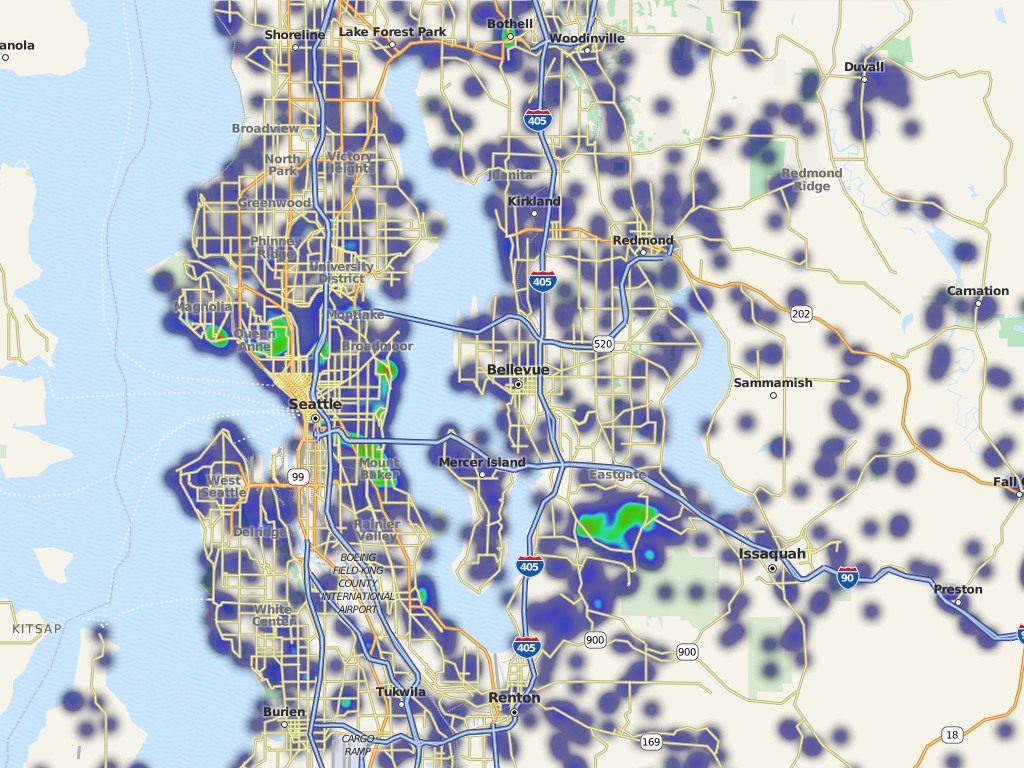 Bothell
Shoreline
Lake Forest Park
Woodinville
anola
Duvall
405
Broadview
North
Park
Victory
Heights
Juanita
Redmond
Ridge
Greenwood
Kirkland
Phinney
Ridge
Redmond
University
District
405
Carnation
Magnolia
Montlake
202
Queen
Anne
Broadmoor
520
Bellevue
Sammamish
Seattle
Mercer Island
Mount
Baker
99
Eastgate
West
Seattle
Fall
Delridge
Rainier
Valley
BOEING
FIELD-KING
COUNTY
INTERNATIONAL
AIRPORT
Issaquah
405
90
Preston
White
Center
KITSAP
900
405
900
Tukwila
Renton
Burien
CARGO
RAMP
169
18